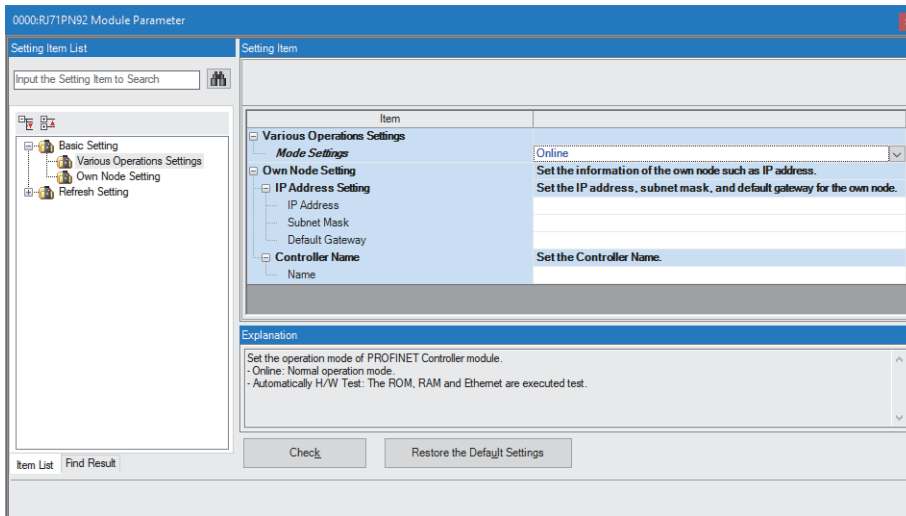 0000:RJ71PN92 Module Parameter
Setting Item List
Input the Setting Item to Search
Basic Setting
Various Operations Settings
Own Node Setting
Refresh Setting
Item List
Find Result
Setting Item
Item
Various Operations Settings
Mode Settings Online
Own Node Setting Set the information of the own node such as IP address.
IP Address Setting Set the IP address, subnet mask, and default gateway for the own node.
IP Address
Subnet Mask
Default Gateway
Controller Name Set the Controller Name.
Name
Explanation
Set the operation mode of PROFINET Controller module.
- Online: Normal operation mode.
- Automatically H/W Test: The ROM, RAM and Ethernet are executed test.
Check
Restore the Default Settings